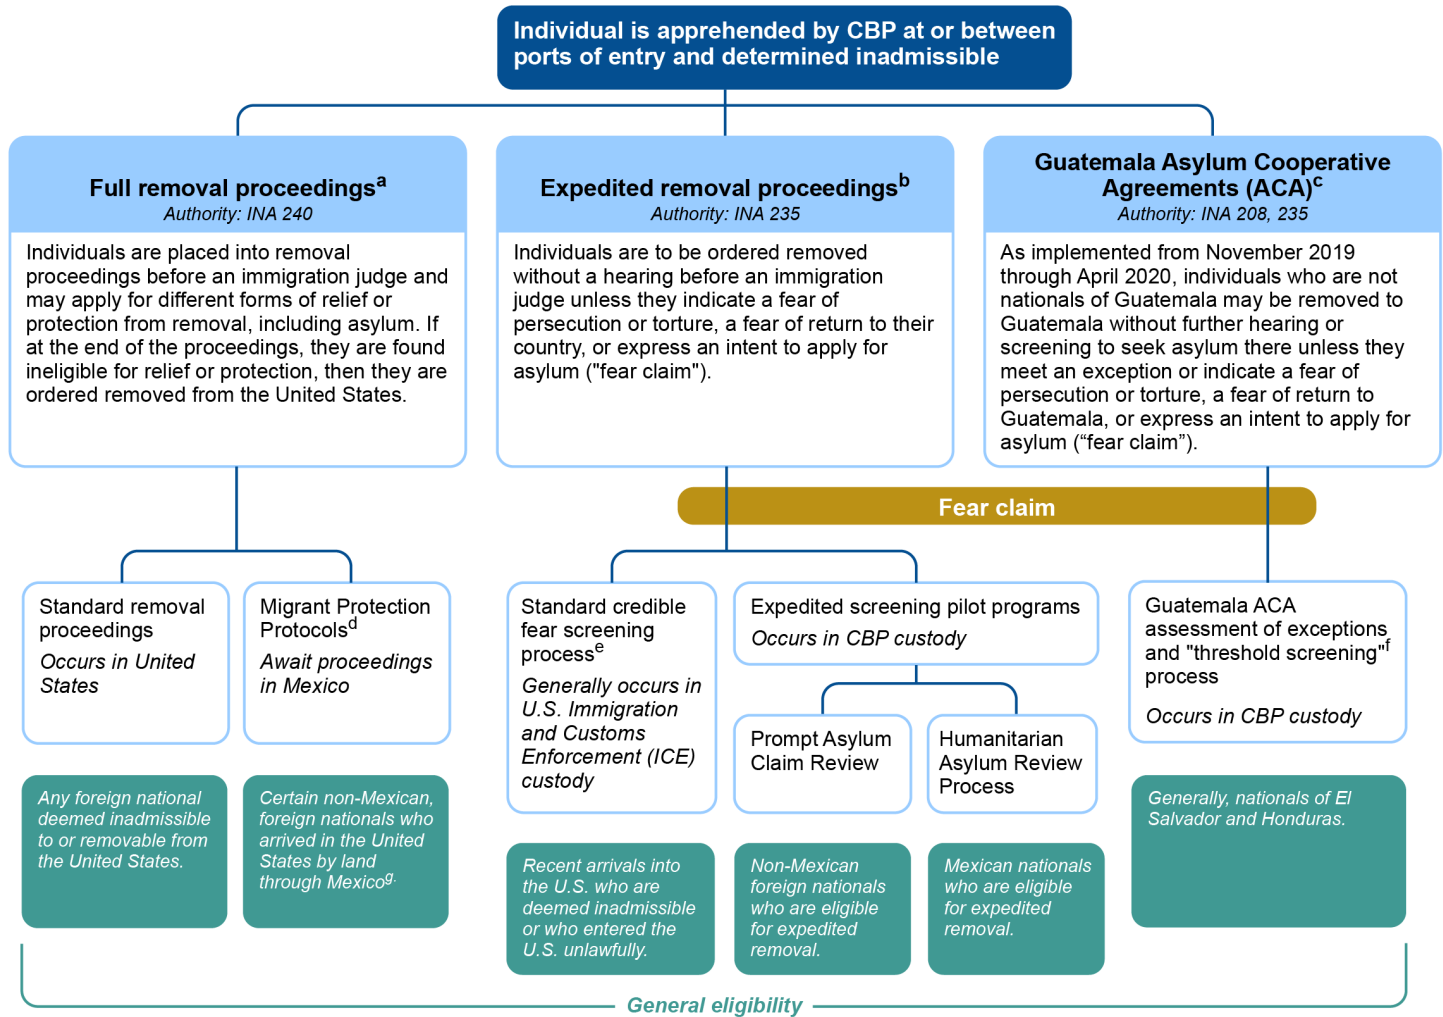 Individual is apprehended by CBP at or between
ports of entry and determined inadmissible
Full removal proceedingsa
Authority: INA 240
Individuals are placed into removal
proceedings before an immigration judge and
may apply for different forms of relief or
protection from removal, including asylum. If
at the end of the proceedings, they are found
ineligible for relief or protection, then they are
ordered removed from the United States.
Expedited removal proceedingsb
Authority: INA 235
Individuals are to be ordered removed
without a hearing before an immigration
judge unless they indicate a fear of
persecution or torture, a fear of return to their
country, or express an intent to apply for
asylum ("fear claim").
Guatemala Asylum Cooperative
Agreements (ACA)c
Authority: INA 208, 235
As implemented from November 2019
through April 2020, individuals who are not
nationals of Guatemala may be removed to
Guatemala without further hearing or
screening to seek asylum there unless they
meet an exception or indicate a fear of
persecution or torture, a fear of return to
Guatemala, or express an intent to apply for
asylum (“fear claim”).
Fear claim
Standard removal
proceedings
Occurs in United
States
Migrant Protection
Protocolsd
Await proceedings
in Mexico
Standard credible
fear screening
processe
Generally occurs in
U.S. Immigration
and Customs
Enforcement (ICE)
custody
Expedited screening pilot programs
Occurs in CBP custody
Prompt Asylum
Claim Review
Humanitarian
Asylum Review
Process
Guatemala ACA
assessment of exceptions
and "threshold screening"f
process
Occurs in CBP custody
Any foreign national
deemed inadmissible
to or removable from
the United States.
Certain non-Mexican,
foreign nationals who
arrived in the United
States by land
through Mexicog.
Recent arrivals into
the U.S. who are
deemed inadmissible
or who entered the
U.S. unlawfully.
Non-Mexican
foreign nationals
who are eligible
for expedited
removal.
Mexican nationals
who are eligible
for expedited
removal.
Generally, nationals of El
Salvador and Honduras.
General eligibility